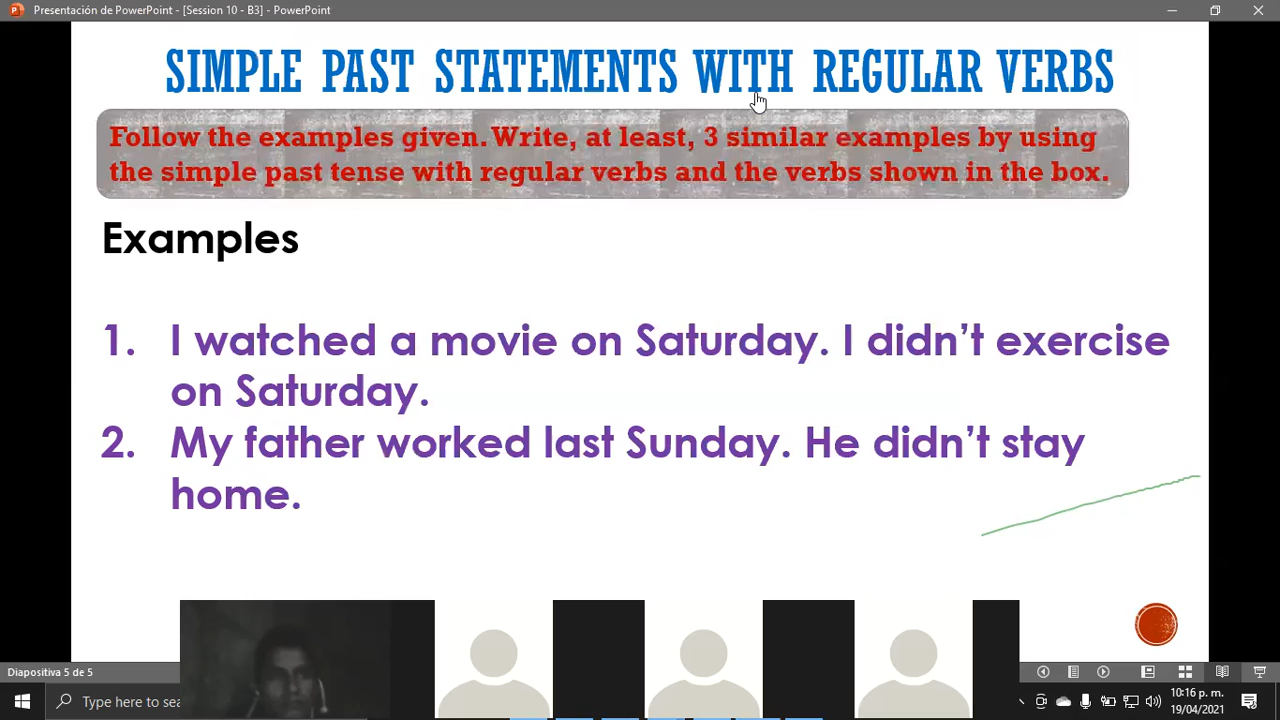 Presentación de PowerPoint - [Session 10 - B3] - PowerPoint
SIMPLE PAST STATEMENTS WITH REGULAR VERBS
Follow the examples given. Write, at least, 3 similar examples by using
the simple past tense with regular verbs and the verbs shown in the box.
Examples
1. I watched a movie on Saturday. I didn't exercise
on Saturday.
2. My father worked last Sunday. He didn't stay
home.
Diapositiva 5 de 5
Type here to sea
10:16 p. m.
19/04/2021